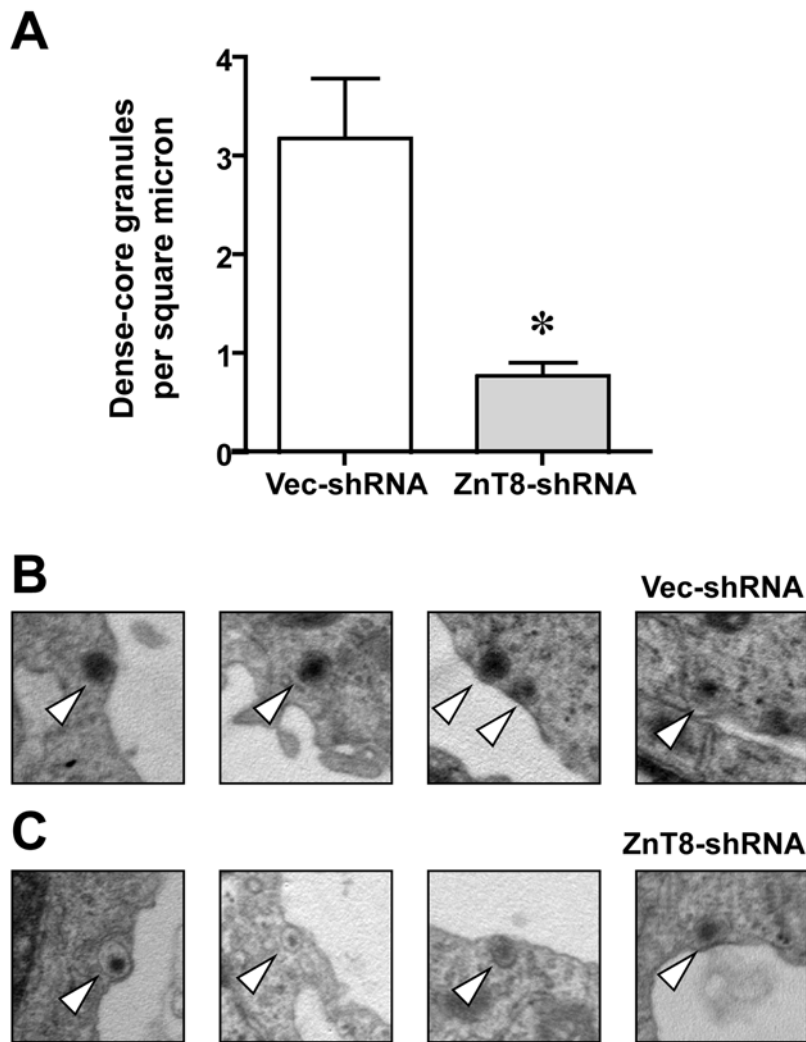 A
Dense-core granules
per square micron
4
3
2
1
0
*
Vec-shRNA
ZnT8-shRNA
B
Vec-shRNA
C
ZnT8-shRNA